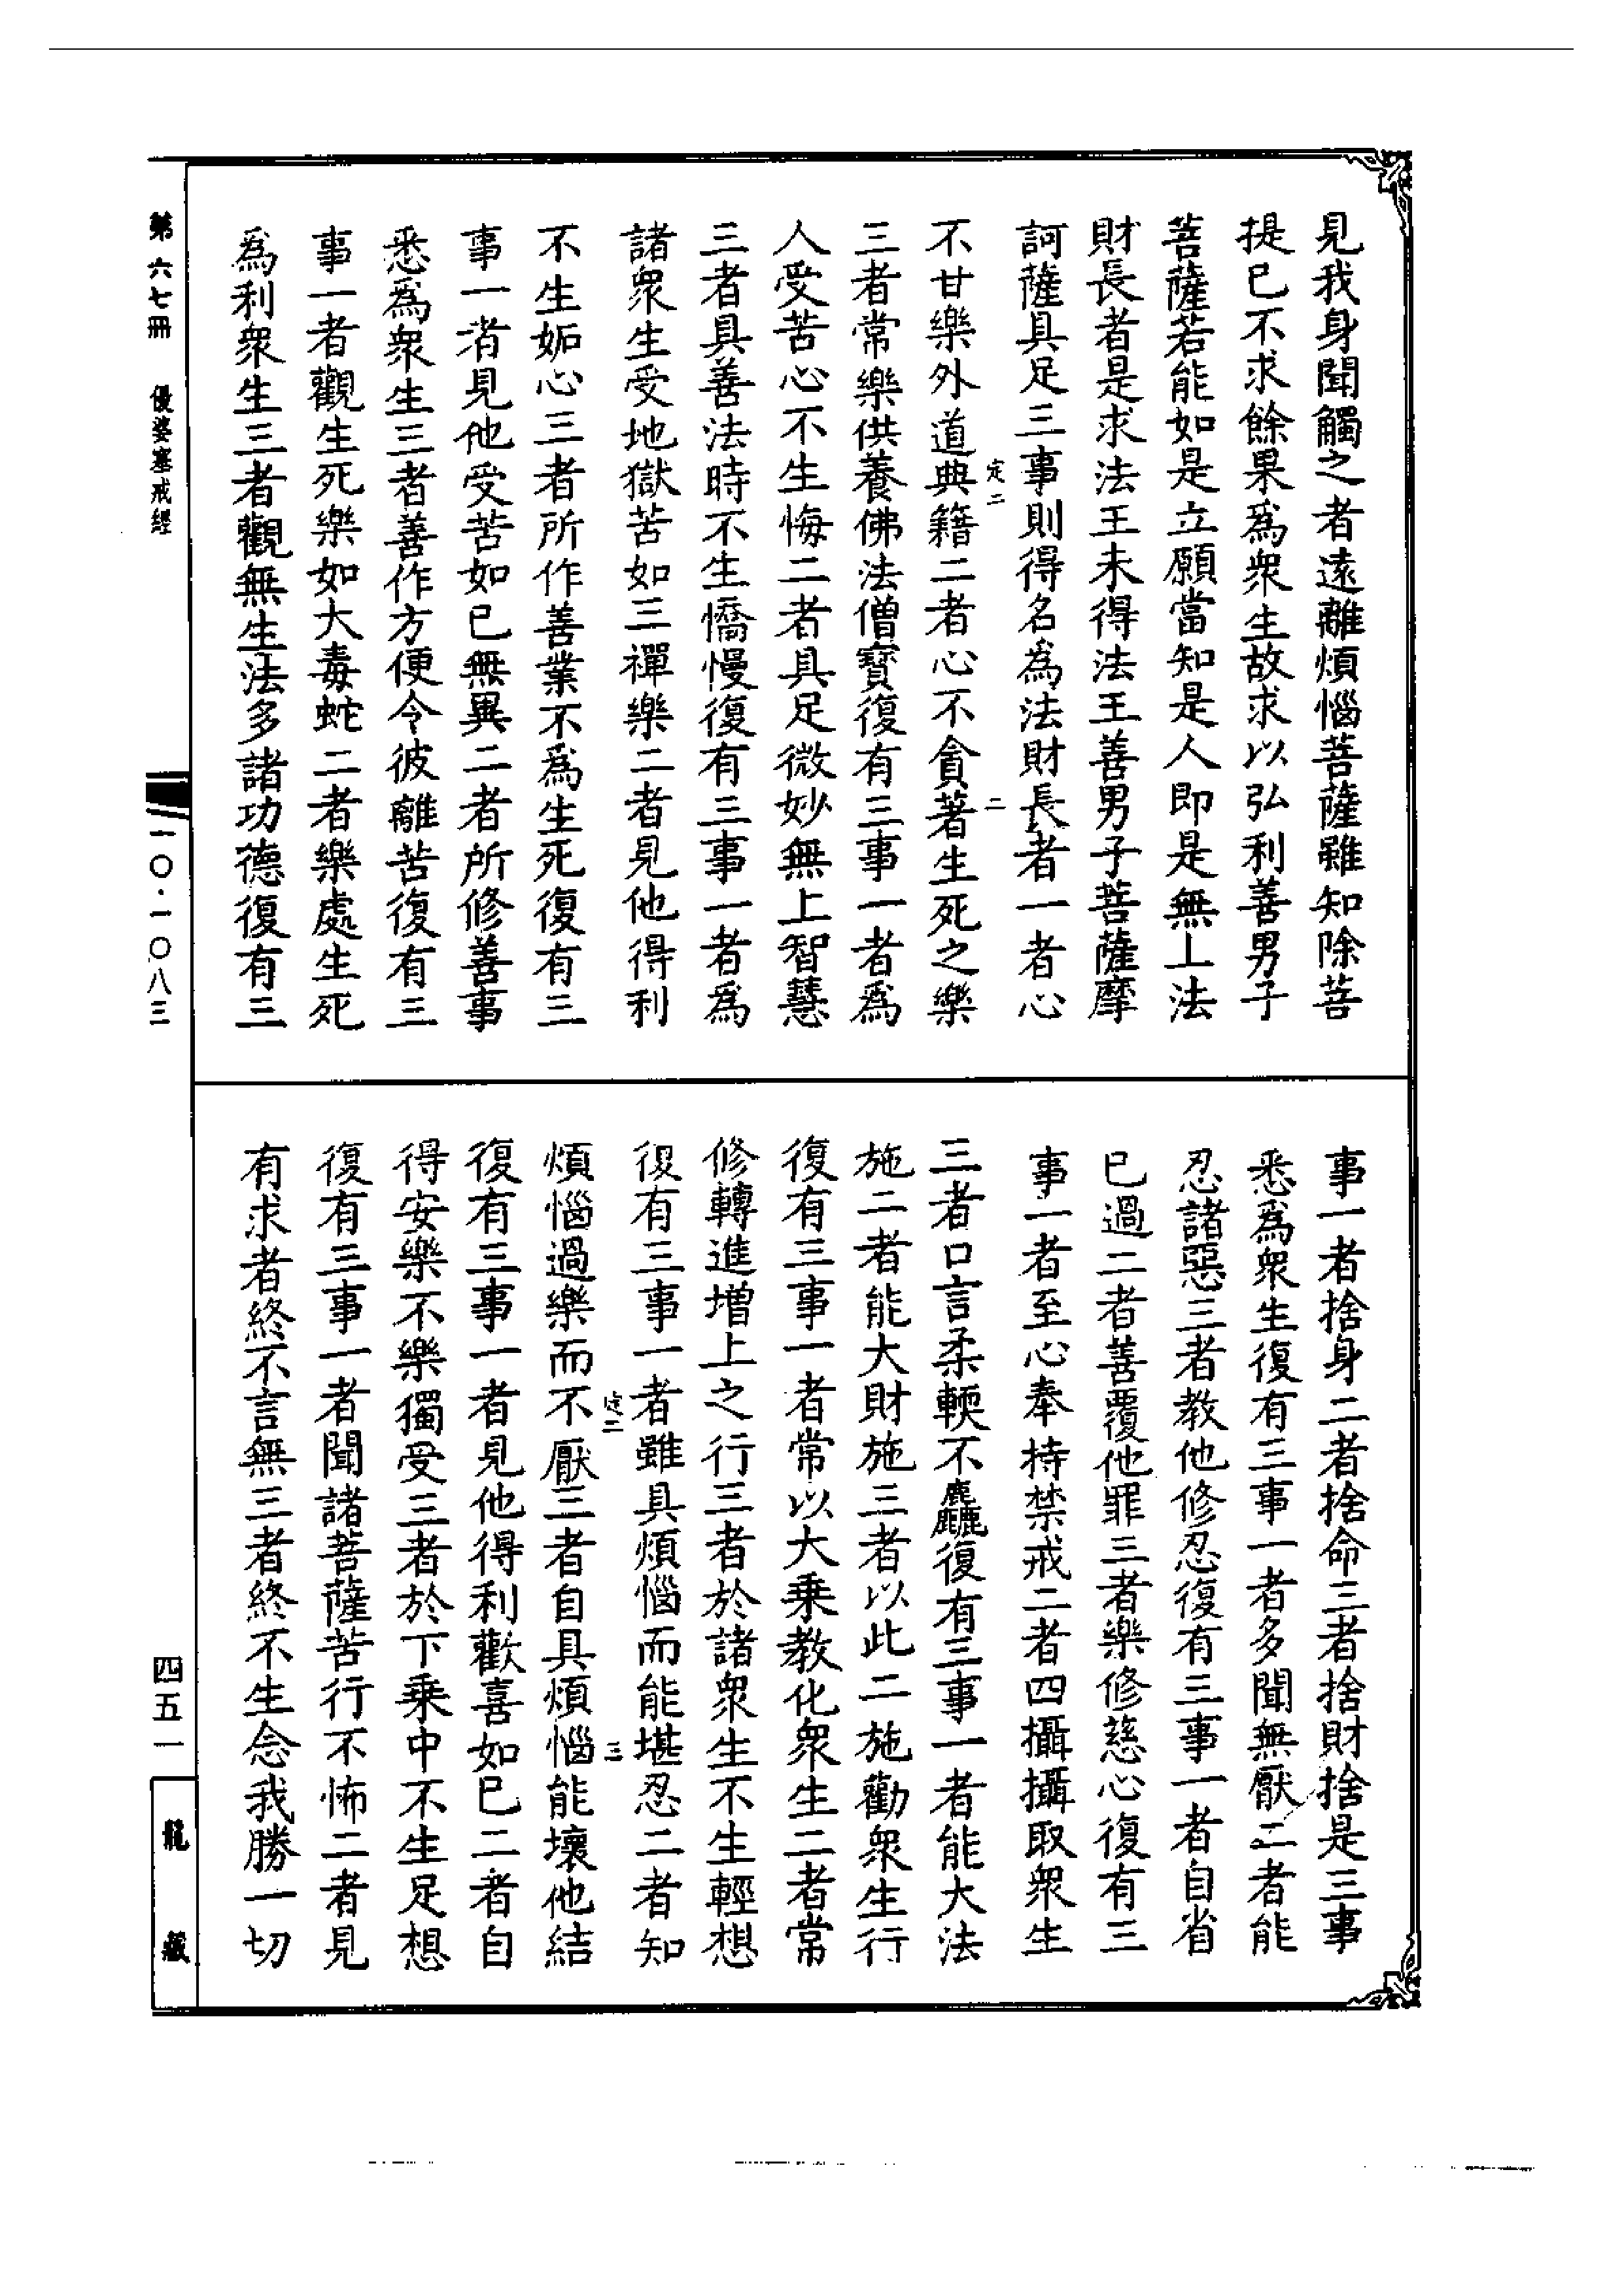 見我身聞觸之者遠離煩惱菩薩雖知除菩
提已不求餘果爲衆生故求以弘利善男子
菩薩若能如是立願當知是人即是無上法
財長者是求法王未得法王善男子菩薩摩
訶薩具足三事則得名爲法財長者一者心
定二
二
不甘樂外道典籍二者心不貪著生死之樂
三者常樂供養佛法僧寶復有三事一者爲
人受苦心不生悔二者具足微妙無上智慧
三者具善法時不生憍慢復有三事一者爲
諸衆生受地獄苦如三禪樂二者見他得利
不生妬心三者所作善業不爲生死復有三
事一者見他受苦如已無異二者所修善事
悉爲衆生三者善作方便令彼離苦復有三
事一者觀生死樂如大毒蛇二者樂處生死
爲利衆生三者觀無生法多諸功德復有三
事一者捨身二者捨命三者捨財捨是三事
悉爲衆生復有三事一者多聞無厭二者能
忍諸惡三者教他修忍復有三事一者自省
已過二者善覆他罪三者樂修慈心復有三
事一者至心奉持禁戒二者四攝攝取衆生
三者口言柔輭不麤復有三事一者能大法
施二者能大財施三者以此二施勸衆生行
復有三事一者常以大乗教化衆生二者常
修轉進增上之行三者於諸衆生不生輕想
復有三事一者雖具煩惱而能堪忍二者知
定二
三
煩惱過樂而不厭三者自具煩惱能壞他結
復有三事一者見他得利歡喜如已二者自
得安樂不樂獨受三者於下乗中不生足想
復有三事一者聞諸菩薩苦行不怖二者見
有求者終不言無三者終不生念我勝一切
第六七冊 優婆塞戒經
一〇·一〇八三
四五一
龍藏